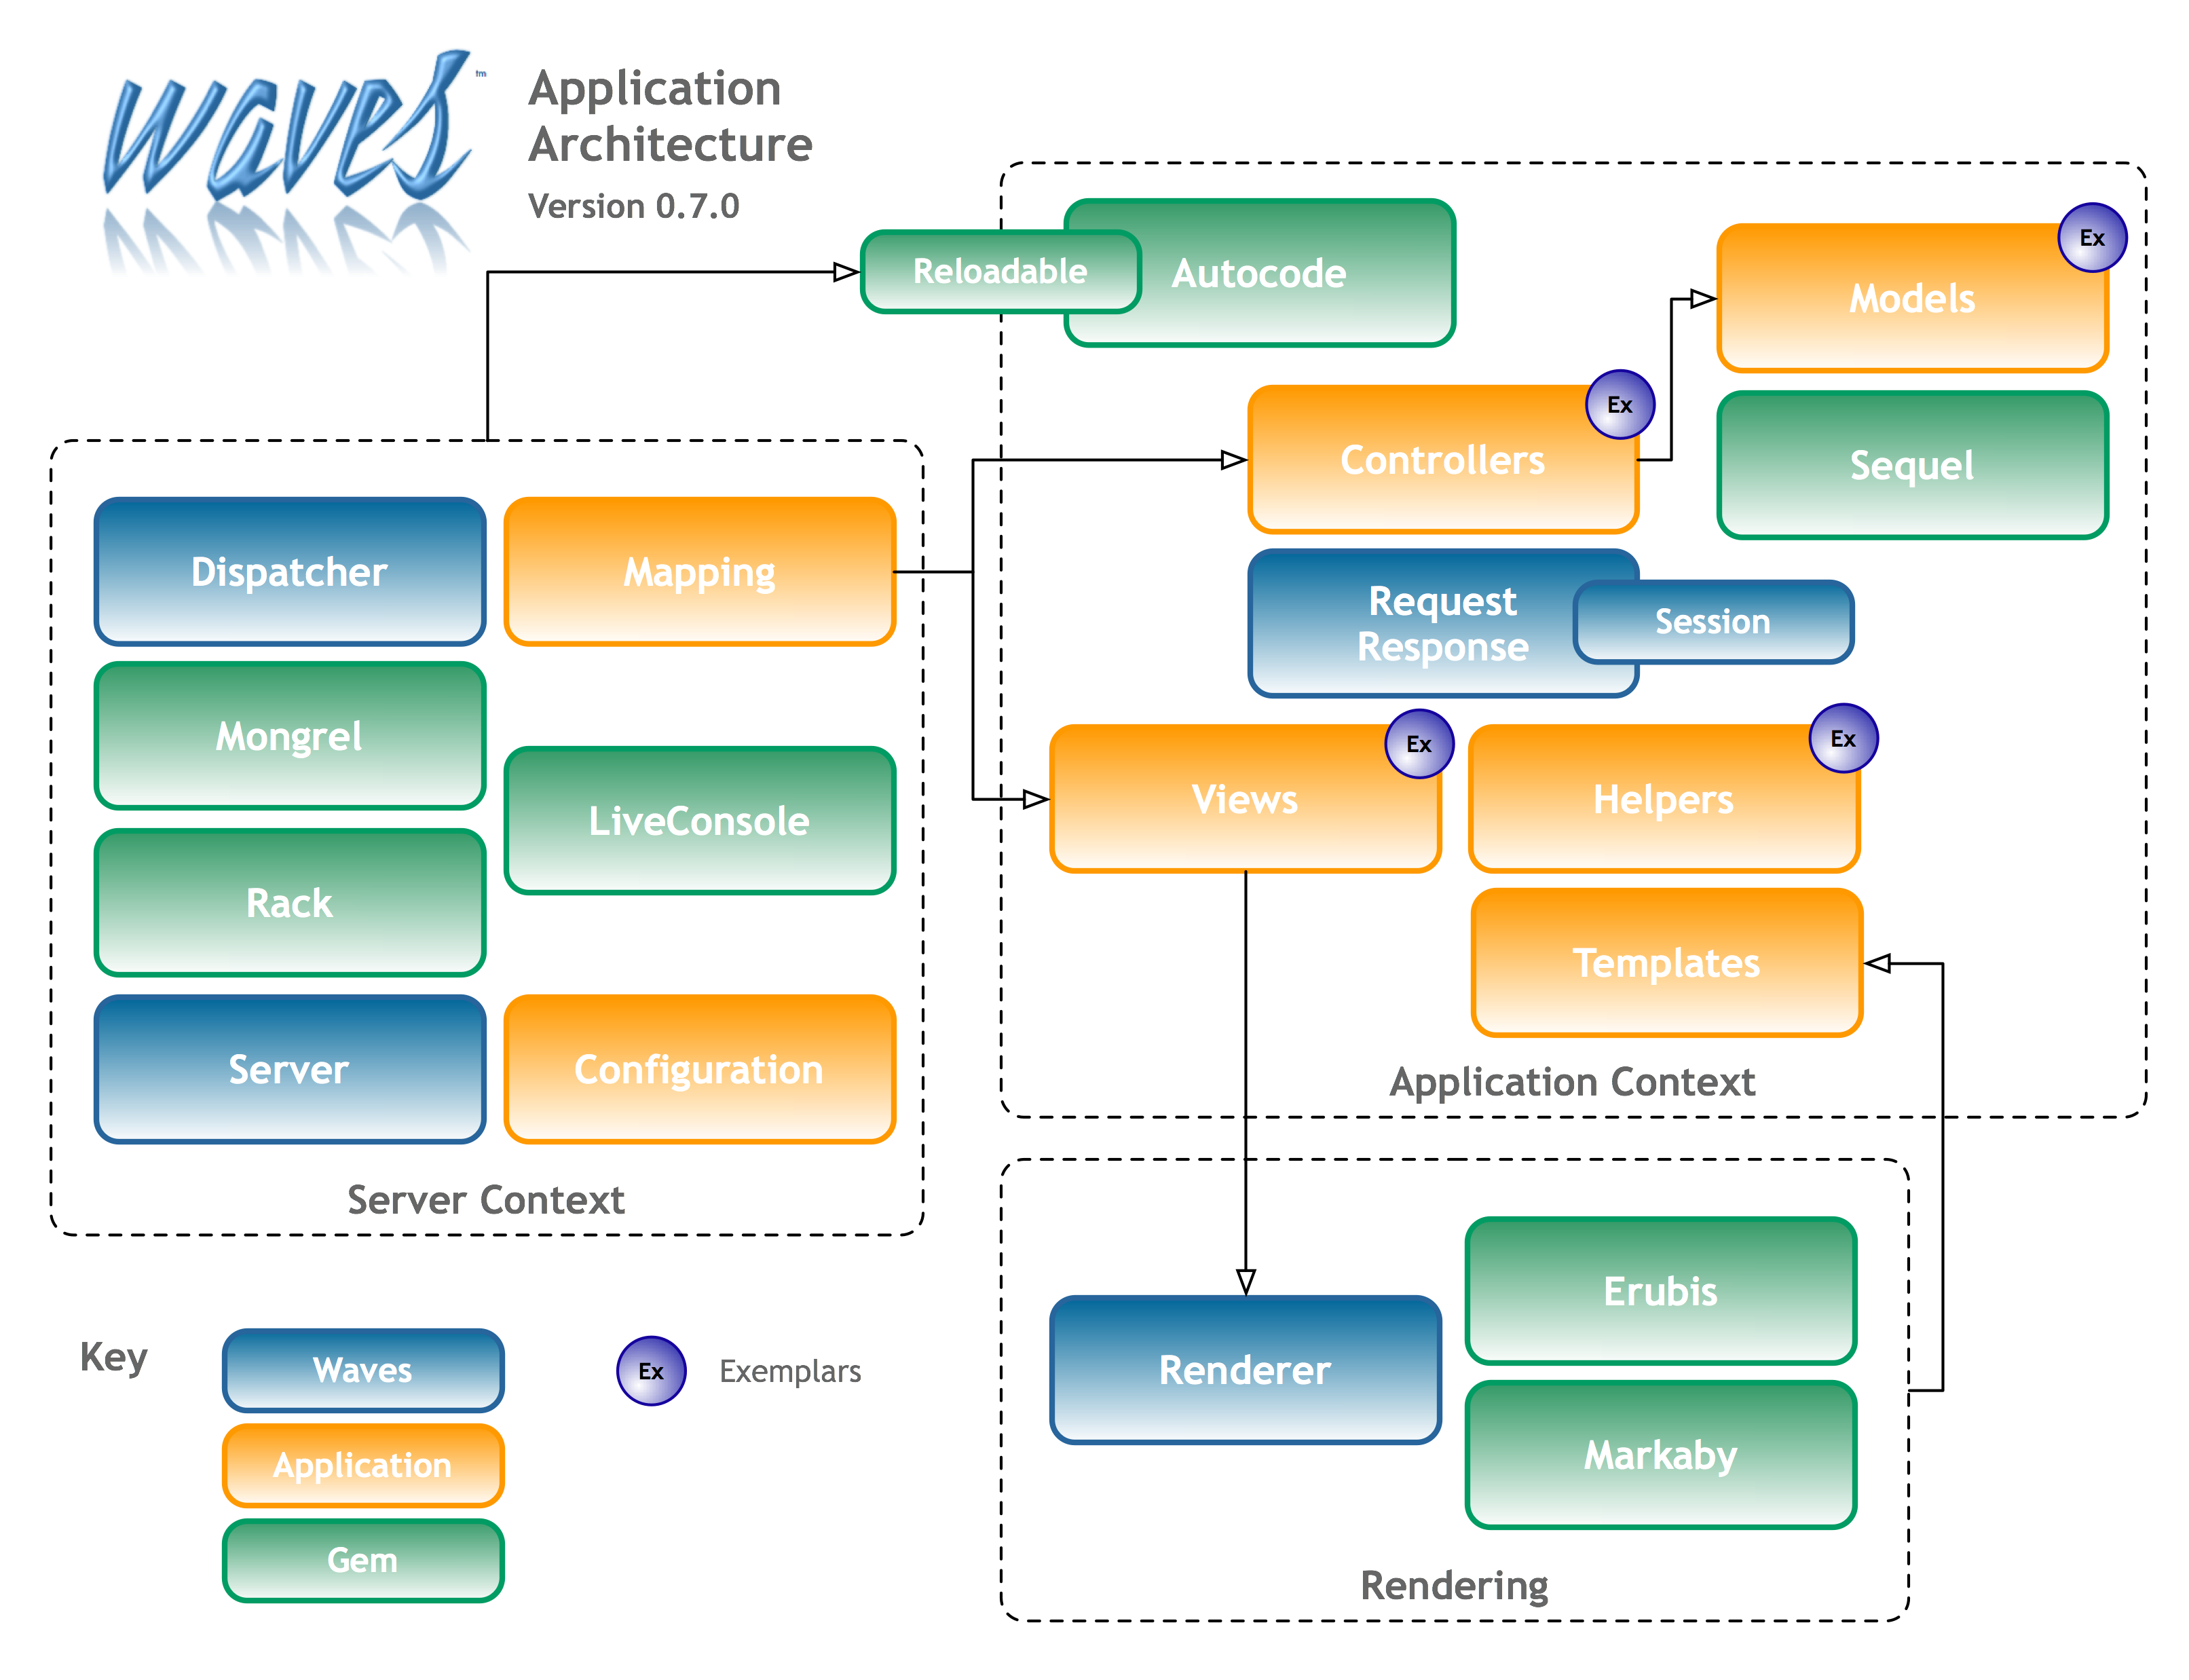 waves
™
Application
Architecture
Version 0.7.0
Reloadable
Autocode
Ex
Models
Ex
Controllers
Sequel
Dispatcher
Mapping
Request
Response
Session
Mongrel
LiveConsole
Ex
Views
Ex
Helpers
Rack
Templates
Server
Configuration
Application Context
Server Context
Erubis
Renderer
Markaby
Rendering
Key
Waves
Ex
Exemplars
Application
Gem